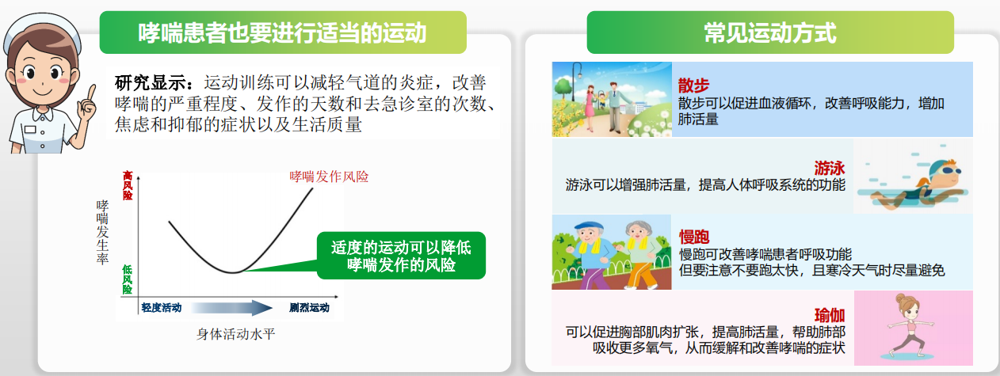 哮喘患者也要进行适当的运动
研究显示：运动训练可以减轻气道的炎症，改善
哮喘的严重程度、发作的天数和去急诊室的次数、
焦虑和抑郁的症状以及生活质量
高风险
哮喘发作风险
哮喘发生率
适度的运动可以降低
哮喘发作的风险
低风险
轻度活动
剧烈运动
身体活动水平
常见运动方式
散步
散步可以促进血液循环，改善呼吸能力，增加
肺活量
游泳
游泳可以增强肺活量，提高人体呼吸系统的功能
慢跑
慢跑可改善哮喘患者呼吸功能
但要注意不要跑太快，且寒冷天气时尽量避免
瑜伽
可以促进胸部肌肉扩张，提高肺活量，帮助肺部
吸收更多氧气，从而缓解和改善哮喘的症状